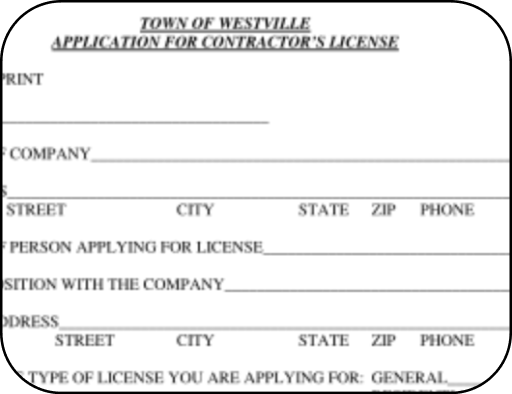 TOWN OF WESTVILLE
APPLICATION FOR CONTRACTOR'S LICENSE
PRINT
COMPANY
STREET CITY STATE ZIP PHONE
PERSON APPLYING FOR LICENSE
SITION WITH THE COMPANY
DDRESS
STREET CITY STATE ZIP PHONE
TYPE OF LICENSE YOU ARE APPLYING FOR: GENERAL